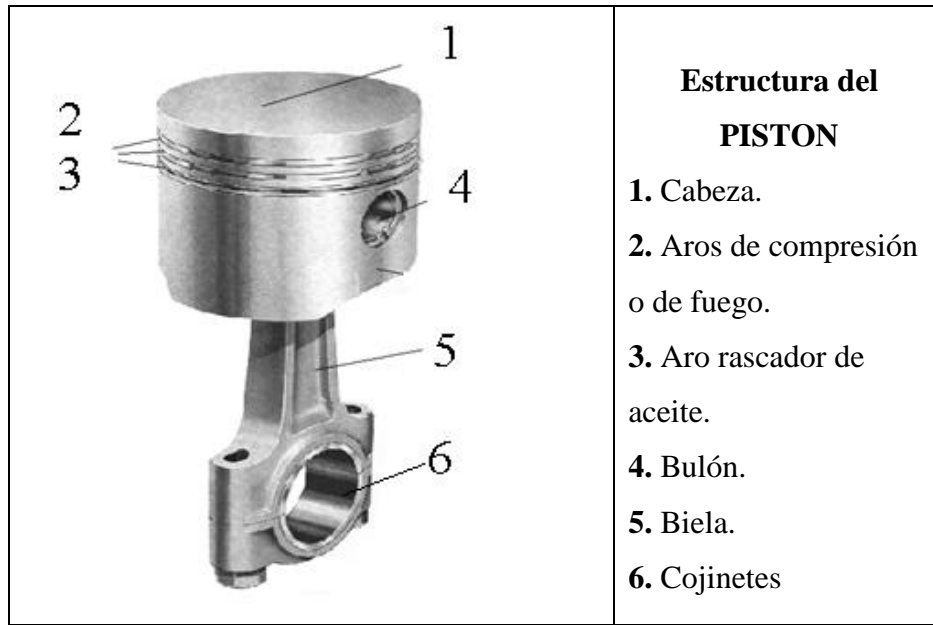 1
2
3
4
5
6
Estructura del
PISTON
1. Cabeza.
2. Aros de compresión
o de fuego.
3. Aro rascador de
aceite.
4. Bulón.
5. Biela.
6. Cojinetes